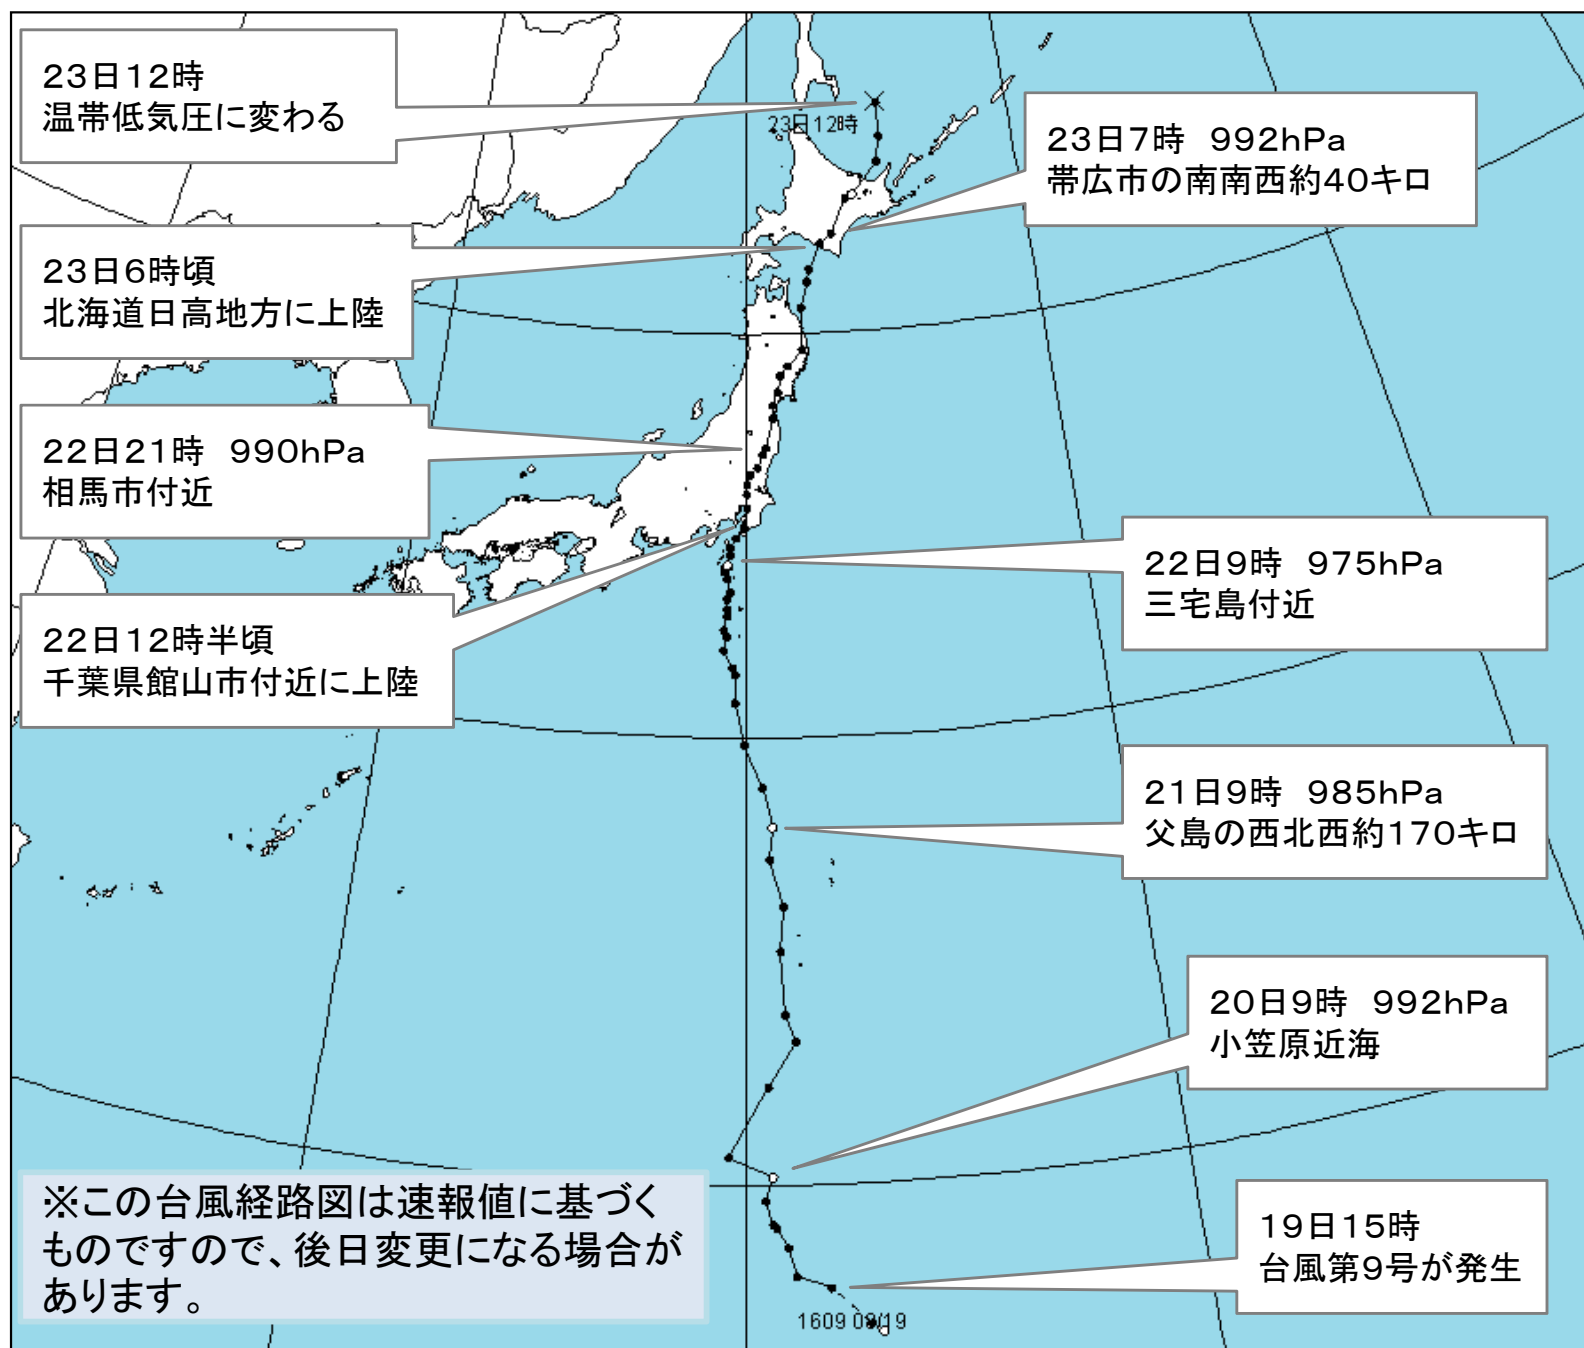 23日12時
温帯低気圧に変わる
23日12時
23日7時 992hPa
帯広市の南南西約40キロ
23日6時頃
北海道日高地方に上陸
22日21時 990hPa
相馬市付近
22日9時 975hPa
三宅島付近
22日12時半頃
千葉県館山市付近に上陸
21日9時 985hPa
父島の西北西約170キロ
20日9時 992hPa
小笠原近海
19日15時
台風第9号が発生
※この台風経路図は速報値に基づく
ものですので、後日変更になる場合が
あります。
1609 08/19